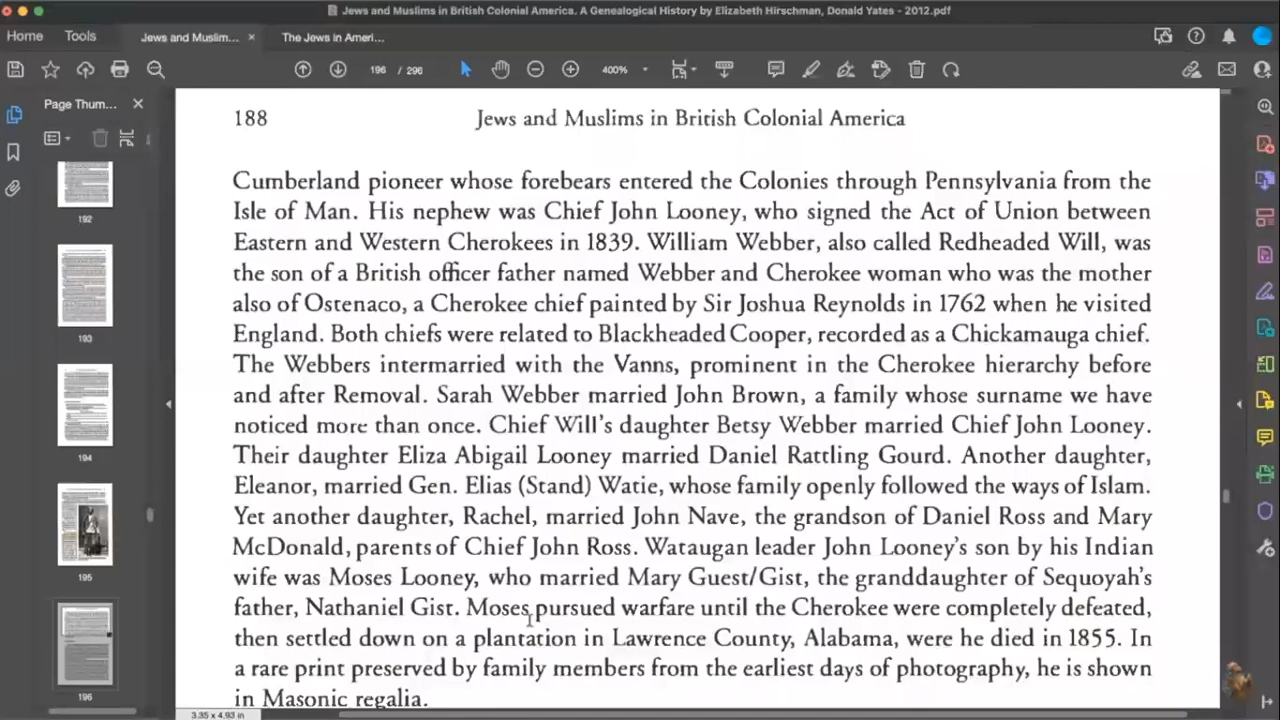 Jews and Muslims in British Colonial America. A Genealogical History by Elizabeth Hirschman, Donald Yates - 2012.pdf
Home Tools Jews and Muslim... × The Jews in Ameri...
196 / 296 400%
Page Thum... ×
192
193
194
195
196
188 Jews and Muslims in British Colonial America
Cumberland pioneer whose forebears entered the Colonies through Pennsylvania from the
Isle of Man. His nephew was Chief John Looney, who signed the Act of Union between
Eastern and Western Cherokees in 1839. William Webber, also called Redheaded Will, was
the son of a British officer father named Webber and Cherokee woman who was the mother
also of Ostenaco, a Cherokee chief painted by Sir Joshua Reynolds in 1762 when he visited
England. Both chiefs were related to Blackheaded Cooper, recorded as a Chickamauga chief.
The Webbers intermarried with the Vanns, prominent in the Cherokee hierarchy before
and after Removal. Sarah Webber married John Brown, a family whose surname we have
noticed more than once. Chief Will's daughter Betsy Webber married Chief John Looney.
Their daughter Eliza Abigail Looney married Daniel Rattling Gourd. Another daughter,
Eleanor, married Gen. Elias (Stand) Watie, whose family openly followed the ways of Islam.
Yet another daughter, Rachel, married John Nave, the grandson of Daniel Ross and Mary
McDonald, parents of Chief John Ross. Wataugan leader John Looney's son by his Indian
wife was Moses Looney, who married Mary Guest/Gist, the granddaughter of Sequoyah's
father, Nathaniel Gist. Moses pursued warfare until the Cherokee were completely defeated,
then settled down on a plantation in Lawrence County, Alabama, were he died in 1855. In
a rare print preserved by family members from the earliest days of photography, he is shown
in Masonic regalia.
3.35 x 4.93 in